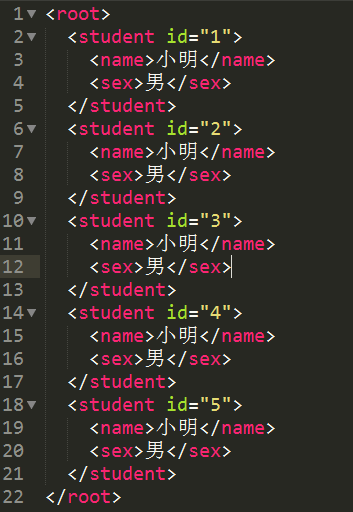 1 <root>
2 <student id="1">
3 <name>小明</name>
4 <sex>男</sex>
5 </student>
6 <student id="2">
7 <name>小明</name>
8 <sex>男</sex>
9 </student>
10 <student id="3">
11 <name>小明</name>
12 <sex>男</sex>
13 </student>
14 <student id="4">
15 <name>小明</name>
16 <sex>男</sex>
17 </student>
18 <student id="5">
19 <name>小明</name>
20 <sex>男</sex>
21 </student>
22 </root>